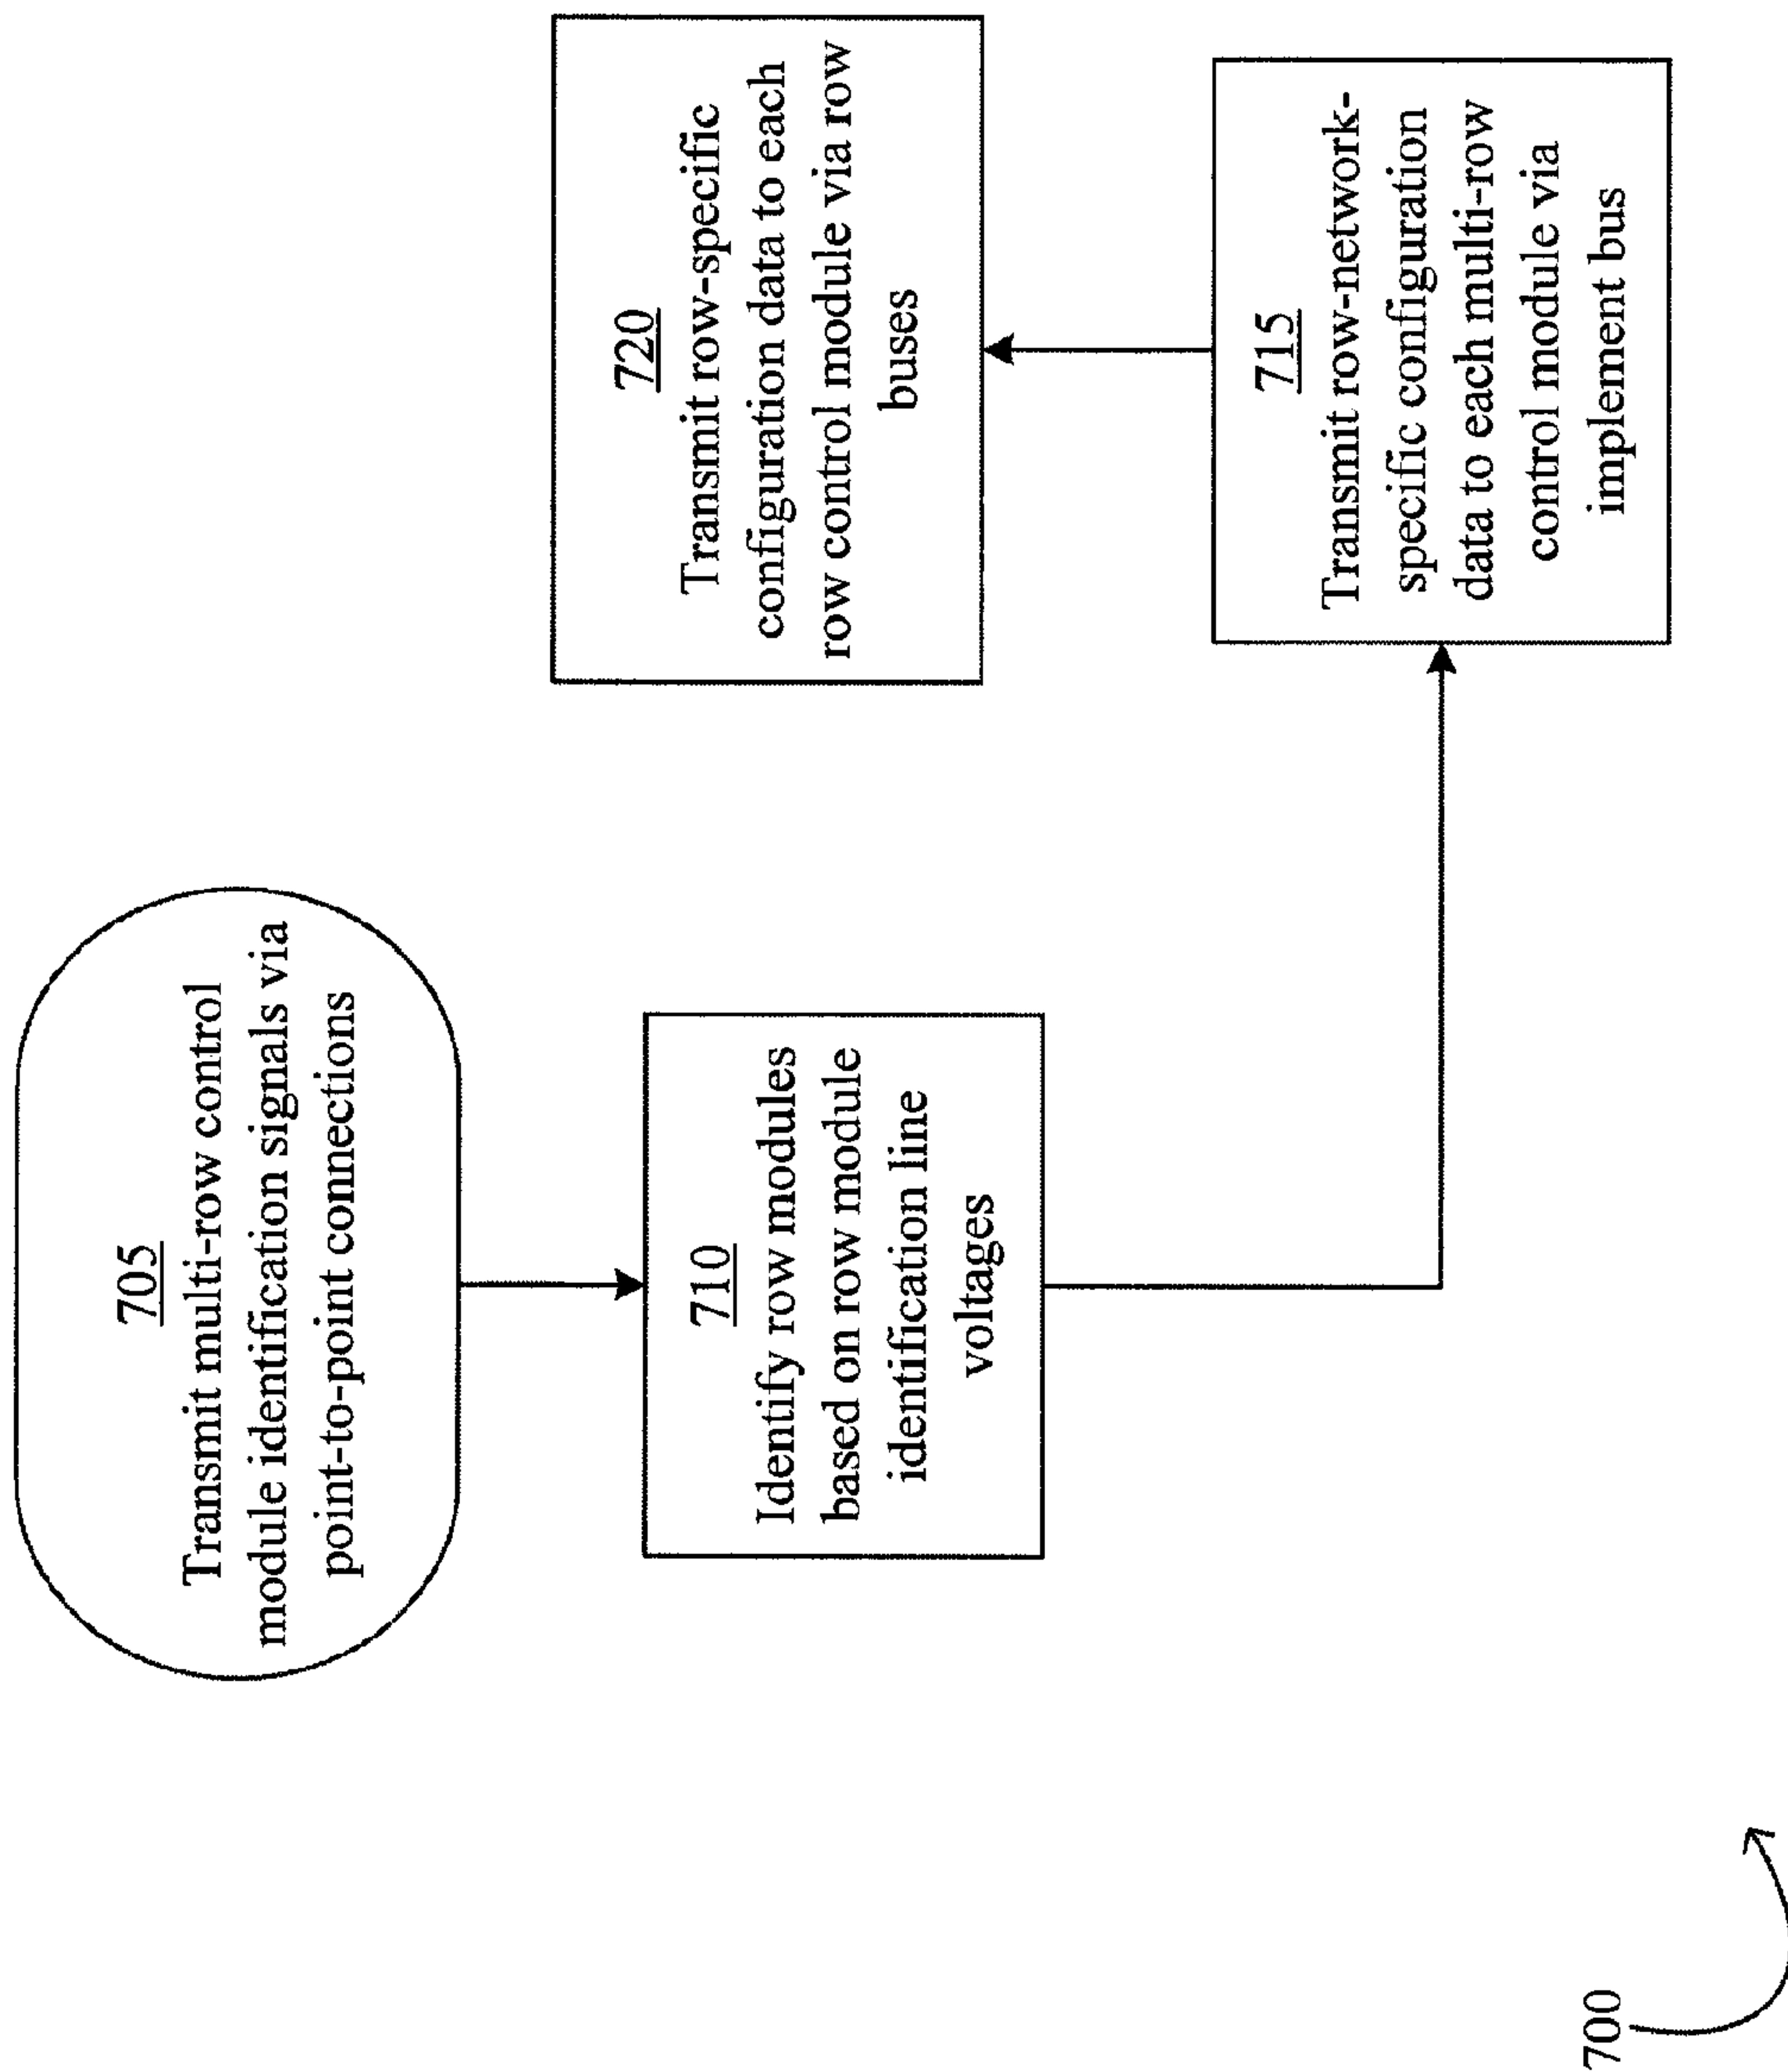 705
Transmit multi-row control
module identification signals via
point-to-point connections
710
Identify row modules
based on row module
identification line
voltages
715
Transmit row-network-
specific configuration
data to each multi-row
control module via
implement bus
720
Transmit row-specific
configuration data to each
row control module via row
buses
700